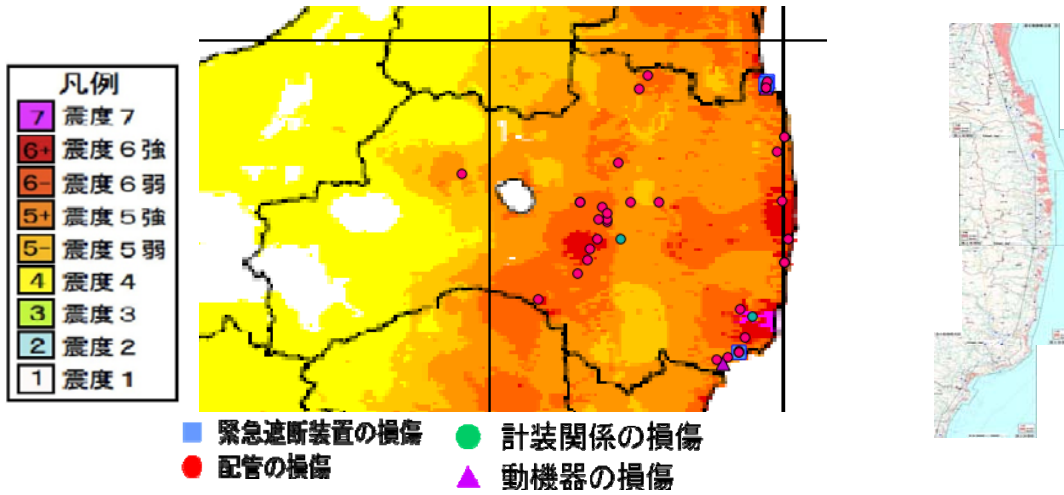 凡例
7 震度7
6+ 震度6強
6- 震度6弱
5+ 震度5強
5- 震度5弱
4 震度4
3 震度3
2 震度2
1 震度1
緊急遮断装置の損傷
配管の損傷
計装関係の損傷
動機器の損傷